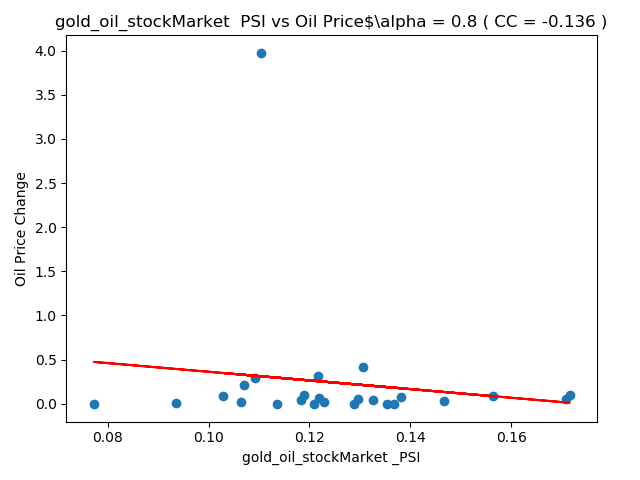 gold_oil_stockMarket  PSI vs Oil Price$\alpha = 0.8 ( CC = -0.136 )
4.0
3.5
3.0
2.5
2.0
1.5
1.0
0.5
0.0
Oil Price Change
0.08 0.10 0.12 0.14 0.16
gold_oil_stockMarket _PSI